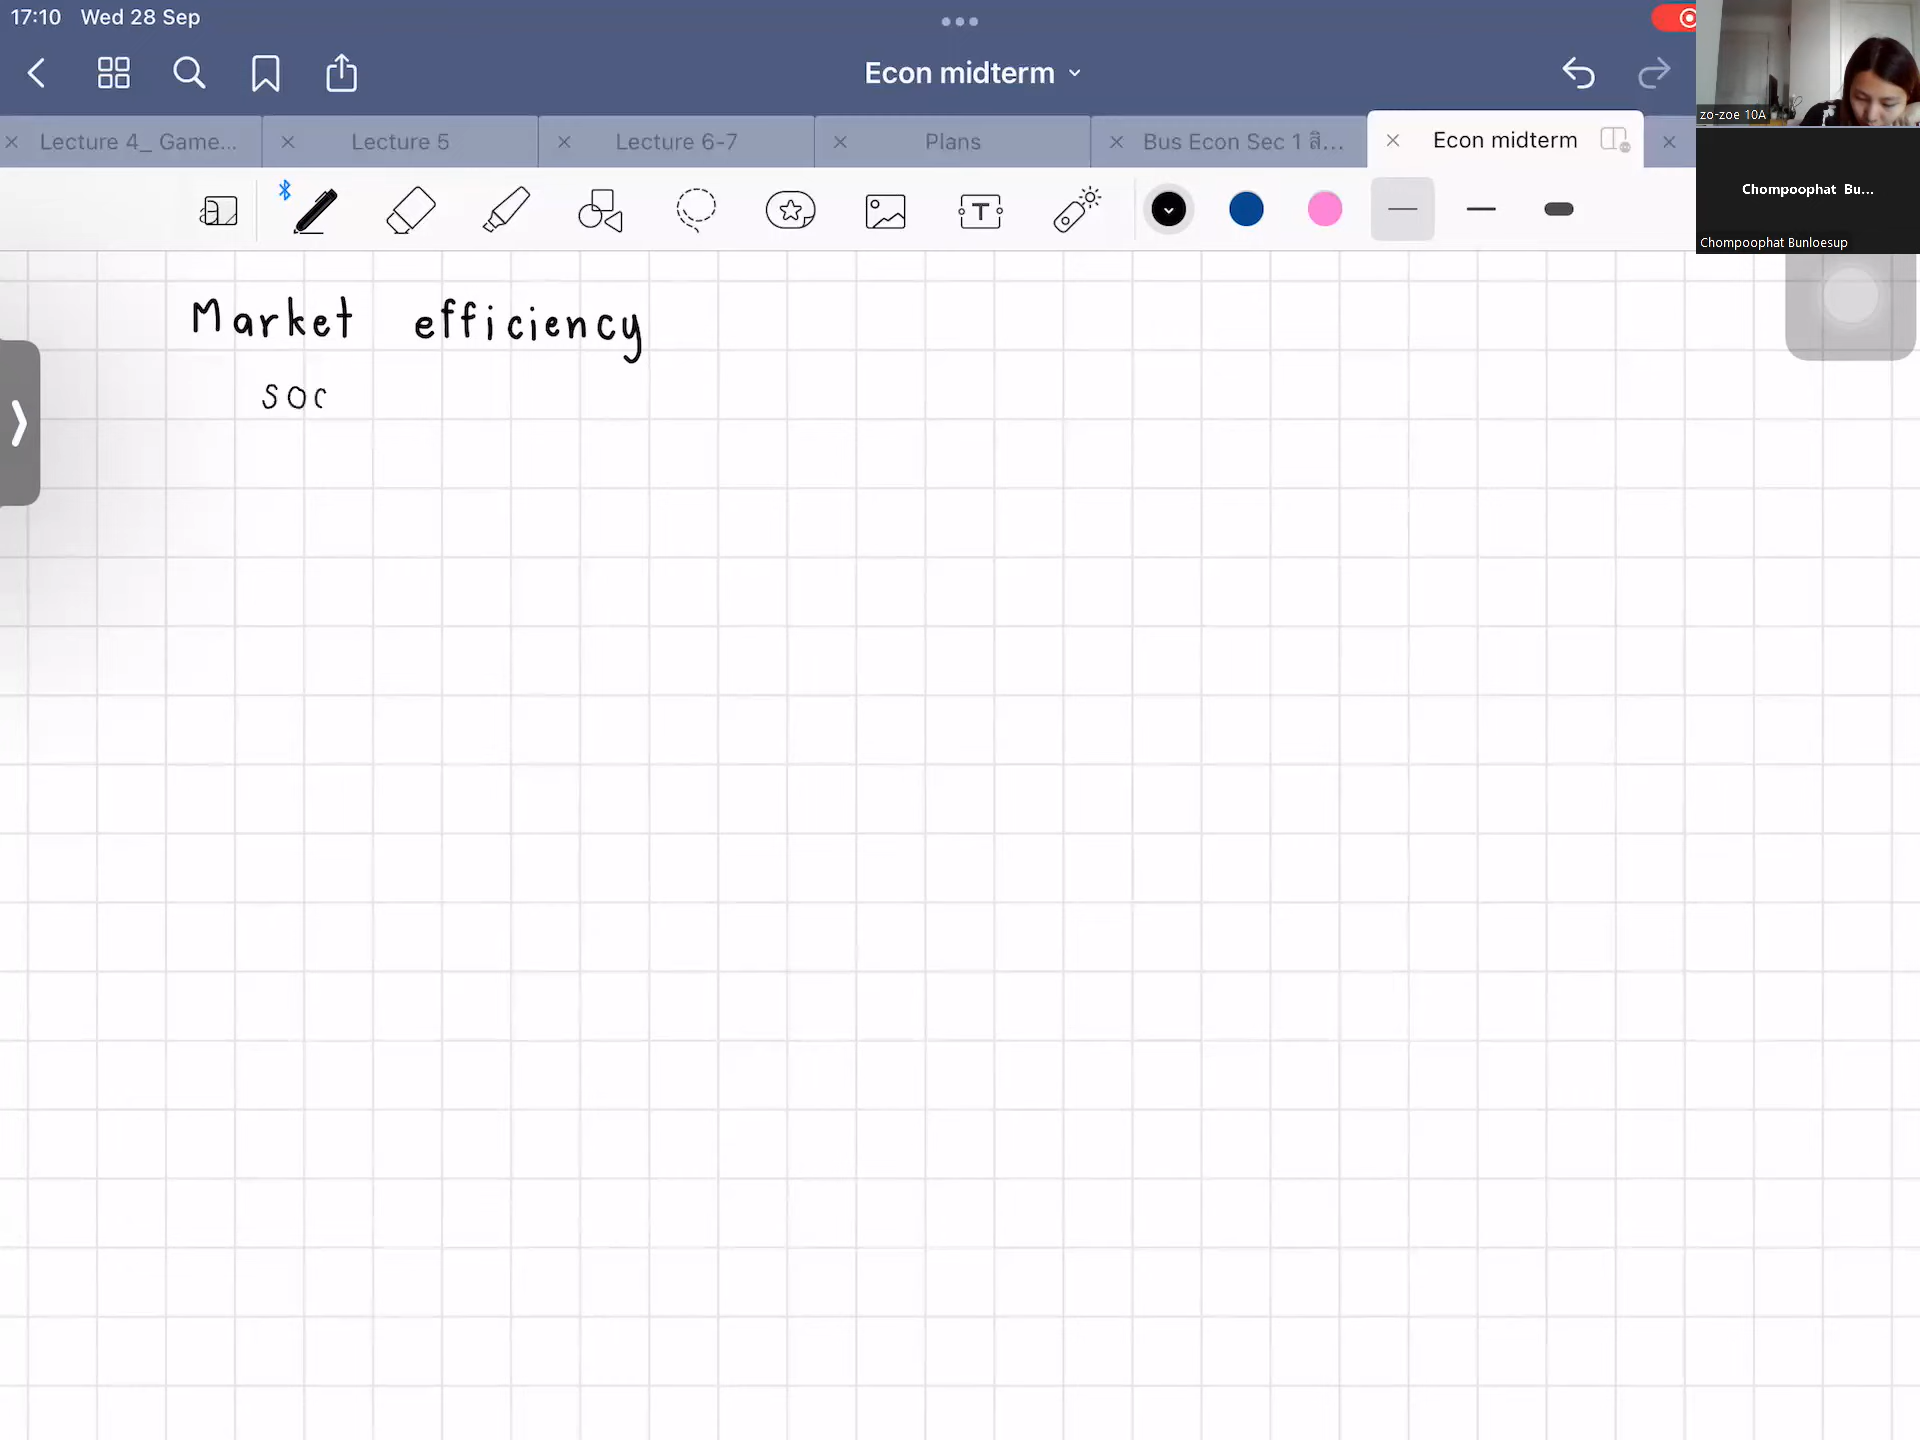 17:10 Wed 28 Sep
Econ midterm
zo-zoe 10A
Lecture 4_ Game...
Lecture 5
Lecture 6-7
Plans
Bus Econ Sec 1 สิ...
Econ midterm
Chompoophat Bu...
Chompoophat Bunloesup
Market efficiency
soc